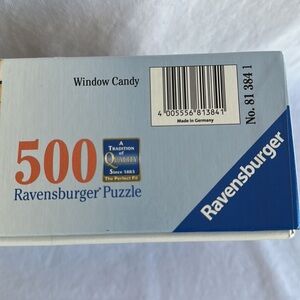 Window Candy
4 005556 813841
Made in Germany
No. 81 384 1
500
A
TRADITION
of
QUALITY
Since 1883
The Perfect Fit
Ravensburger® Puzzle
Ravensburger